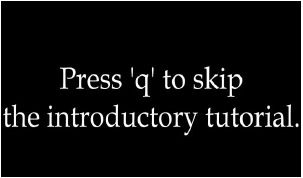 Press 'q' to skip
the introductory tutorial.